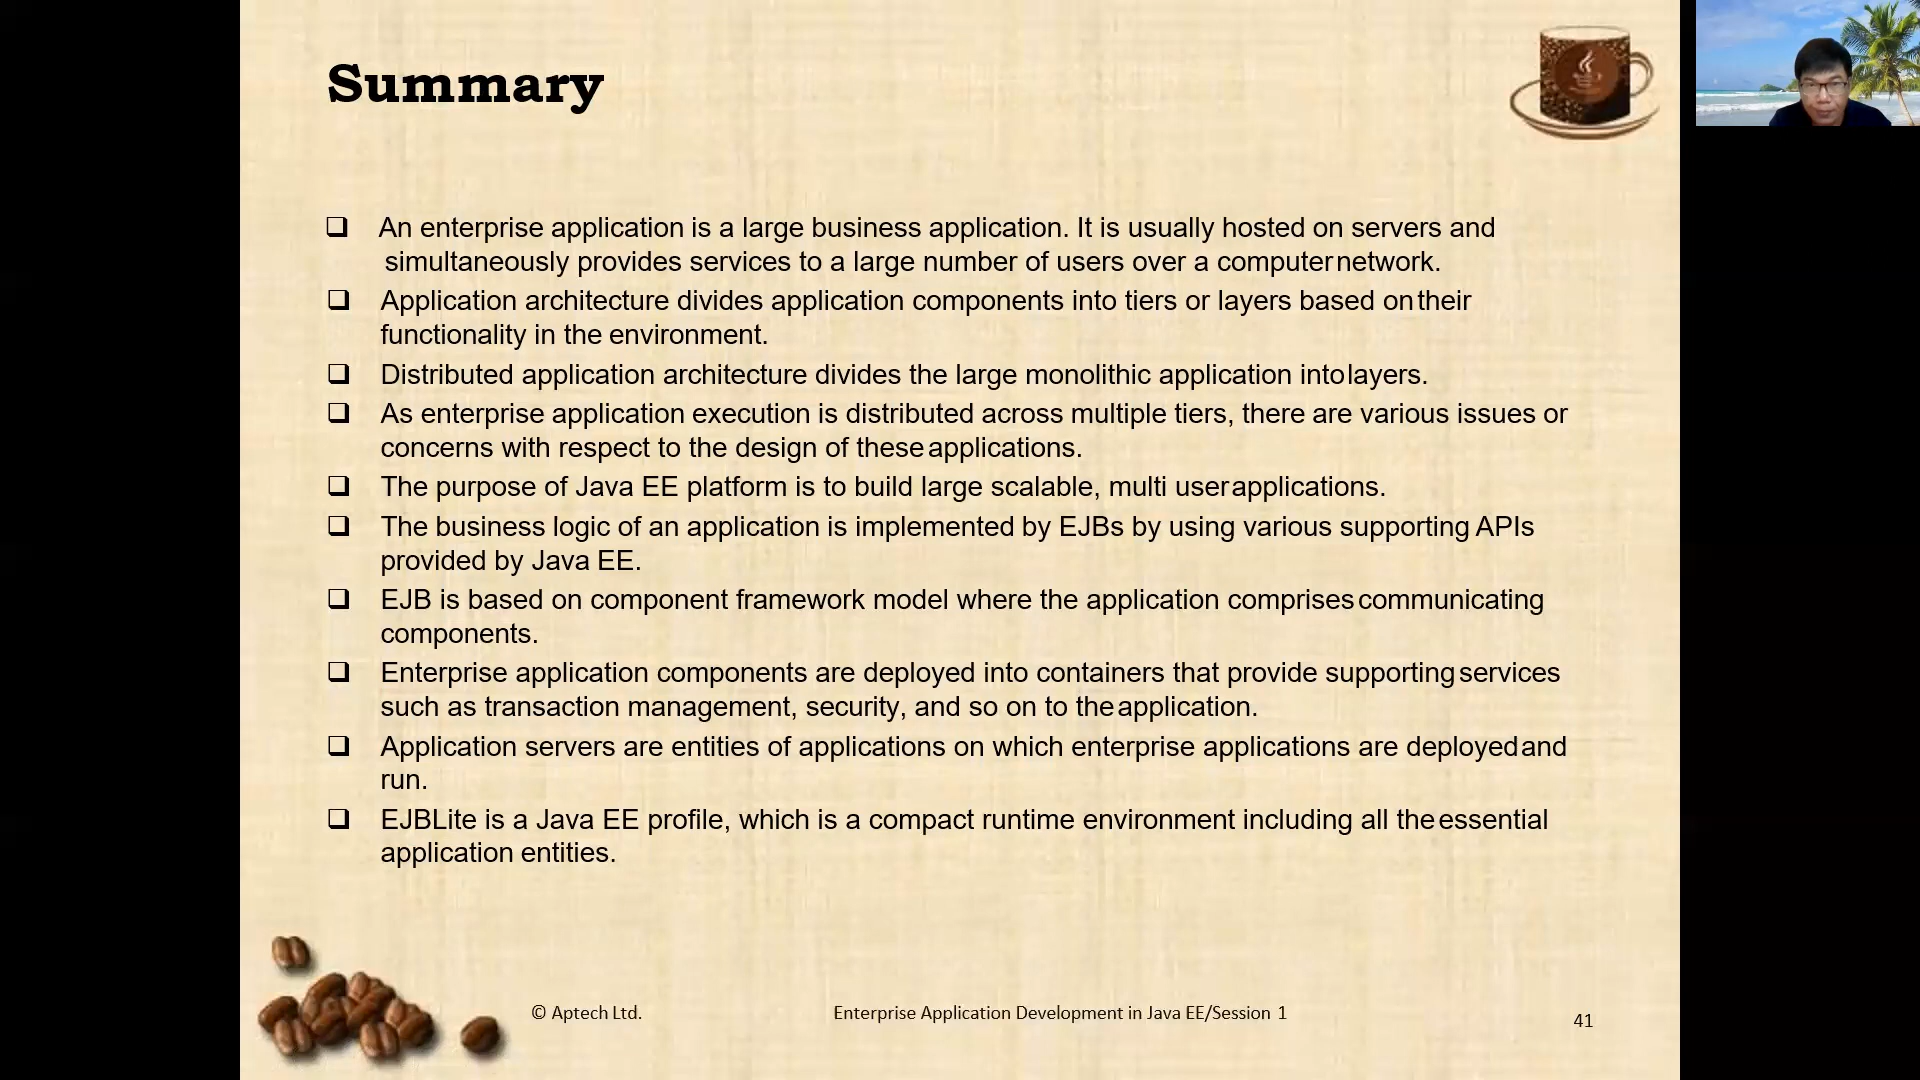 Summary
❑ An enterprise application is a large business application. It is usually hosted on servers and
simultaneously provides services to a large number of users over a computer network.
❑ Application architecture divides application components into tiers or layers based on their
functionality in the environment.
❑ Distributed application architecture divides the large monolithic application into layers.
❑ As enterprise application execution is distributed across multiple tiers, there are various issues or
concerns with respect to the design of these applications.
❑ The purpose of Java EE platform is to build large scalable, multi user applications.
❑ The business logic of an application is implemented by EJBs by using various supporting APIs
provided by Java EE.
❑ EJB is based on component framework model where the application comprises communicating
components.
❑ Enterprise application components are deployed into containers that provide supporting services
such as transaction management, security, and so on to the application.
❑ Application servers are entities of applications on which enterprise applications are deployed and
run.
❑ EJBLite is a Java EE profile, which is a compact runtime environment including all the essential
application entities.
© Aptech Ltd.
Enterprise Application Development in Java EE/Session 1
41